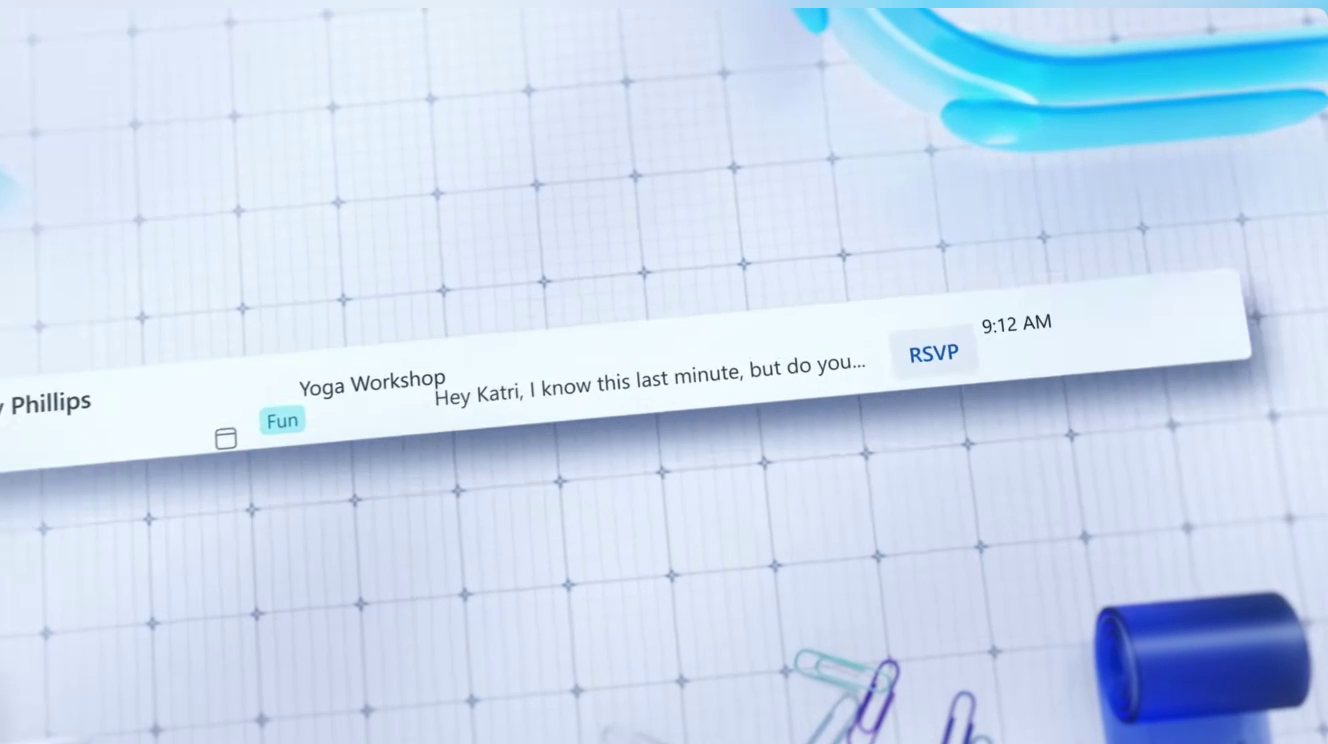 Phillips
Yoga Workshop
Fun
Hey Katri, I know this last minute, but do you...
RSVP
9:12 AM